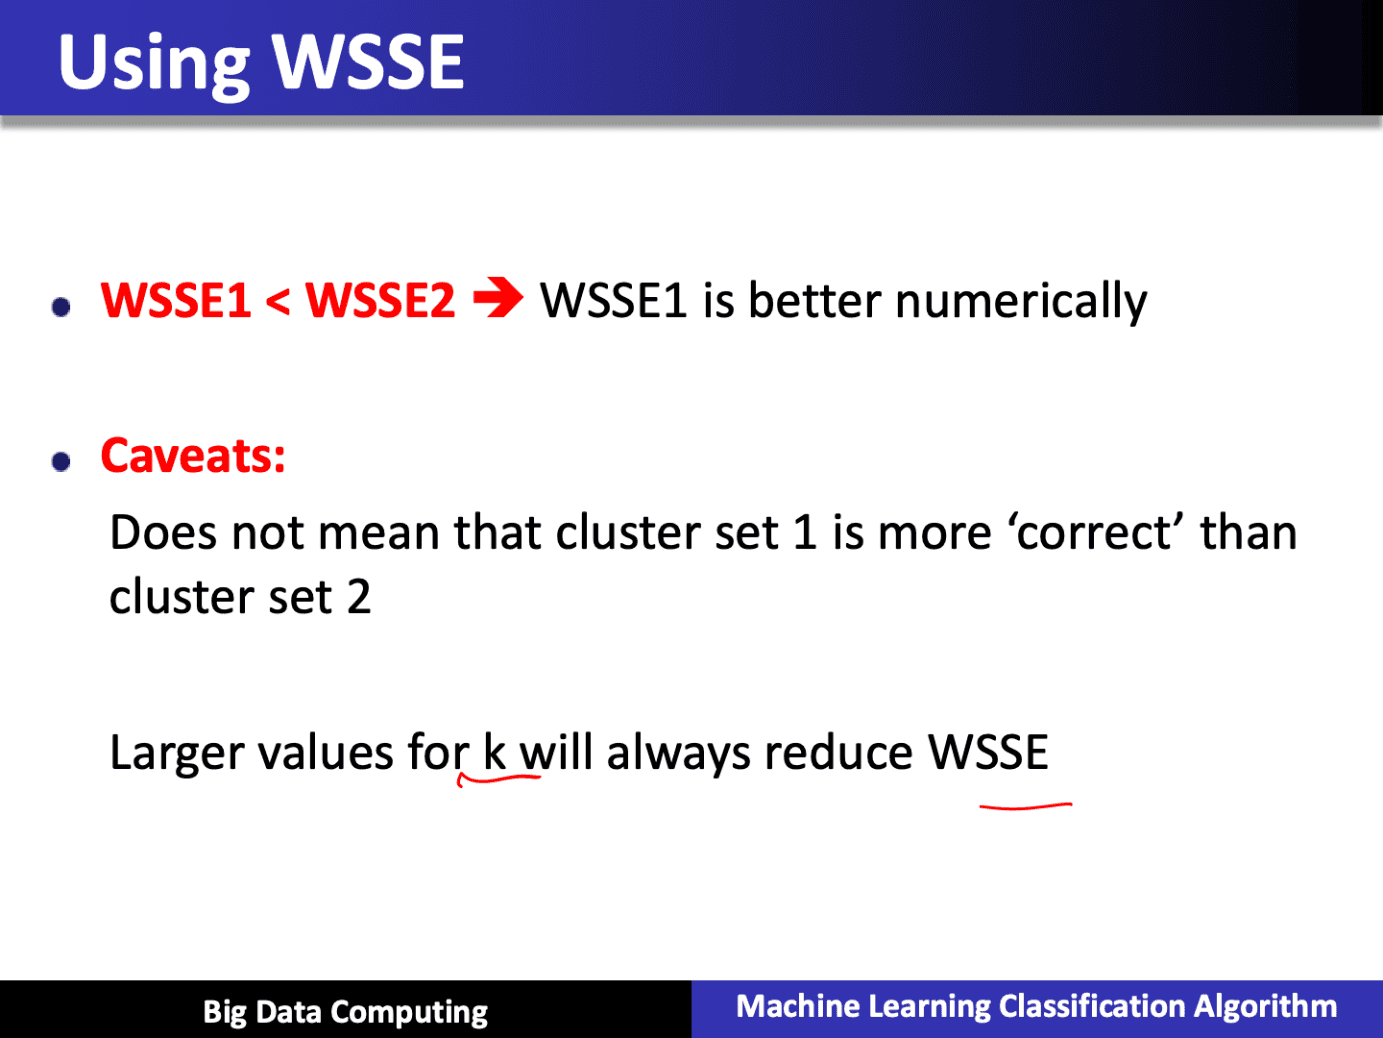 Using WSSE
• WSSE1 < WSSE2 ➔ WSSE1 is better numerically
• Caveats:
Does not mean that cluster set 1 is more ‘correct’ than
cluster set 2
Larger values for k will always reduce WSSE
Big Data Computing
Machine Learning Classification Algorithm